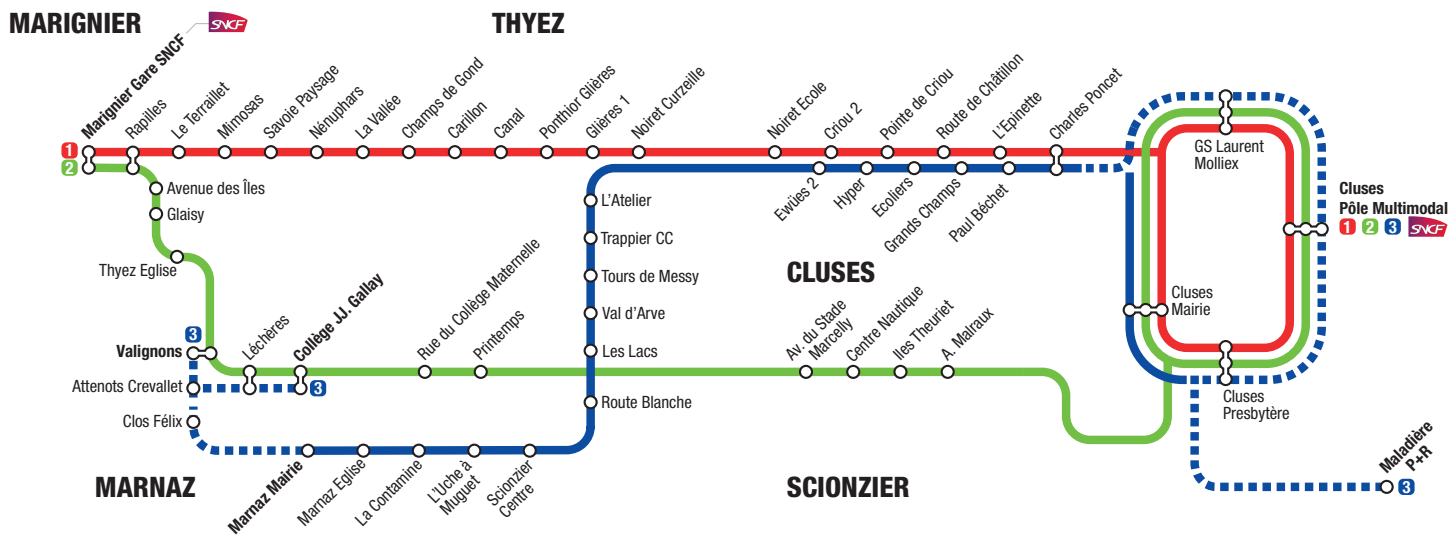 MARIGNIER
SNCF
THYEZ
Marignier Gare SNCF
Rapilles
Le Terraillet
Mimosas
Savoie Paysage
Nénuphars
La Vallée
Champs de Gond
Carillon
Canal
Ponthior Glières
Glières 1
Noiret Curzeille
Noiret Ecole
Criou 2
Pointe de Criou
Route de Châtillon
L'Epinette
Charles Poncet
1
2
GS Laurent
Molliex
Ewües 2
Hyper
Ecoliers
Grands Champs
Paul Béchet
Avenue des Îles
Glaisy
Thyez Eglise
L'Atelier
Trappier CC
Tours de Messy
Val d'Arve
Les Lacs
Route Blanche
Cluses
Pôle Multimodal
1 2 3 SNCF
CLUSES
Cluses
Mairie
3
Valignons
Léchères
Collège JJ. Gallay
Rue du Collège Maternelle
Printemps
Av. du Stade
Marcelly
Centre Nautique
Iles Theuriet
A. Malraux
Attenots Crevallet
3
Clos Félix
Cluses
Presbytère
MARNAZ
Marnaz Mairie
Marnaz Eglise
La Contamine
L'Uche à
Muguet
Scionzier
Centre
SCIONZIER
Maladière
P+R
3